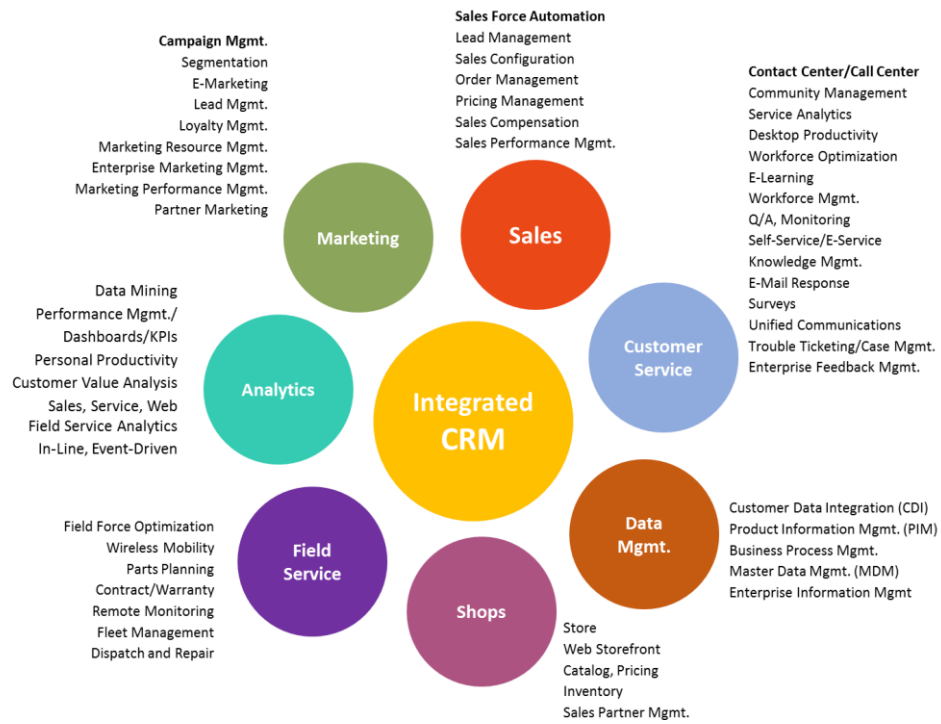 Sales Force Automation
Lead Management
Sales Configuration
Order Management
Pricing Management
Sales Compensation
Sales Performance Mgmt.
Campaign Mgmt.
Segmentation
E-Marketing
Lead Mgmt.
Loyalty Mgmt.
Marketing Resource Mgmt.
Enterprise Marketing Mgmt.
Marketing Performance Mgmt.
Partner Marketing
Contact Center/Call Center
Community Management
Service Analytics
Desktop Productivity
Workforce Optimization
E-Learning
Workforce Mgmt.
Q/A, Monitoring
Self-Service/E-Service
Knowledge Mgmt.
E-Mail Response
Surveys
Unified Communications
Trouble Ticketing/Case Mgmt.
Enterprise Feedback Mgmt.
Marketing
Sales
Customer
Service
Data Mining
Performance Mgmt./
Dashboards/KPIs
Personal Productivity
Customer Value Analysis
Sales, Service, Web
Field Service Analytics
In-Line, Event-Driven
Analytics
Integrated
CRM
Field Force Optimization
Wireless Mobility
Parts Planning
Contract/Warranty
Remote Monitoring
Fleet Management
Dispatch and Repair
Field
Service
Data
Mgmt.
Customer Data Integration (CDI)
Product Information Mgmt. (PIM)
Business Process Mgmt.
Master Data Mgmt. (MDM)
Enterprise Information Mgmt
Shops
Store
Web Storefront
Catalog, Pricing
Inventory
Sales Partner Mgmt.